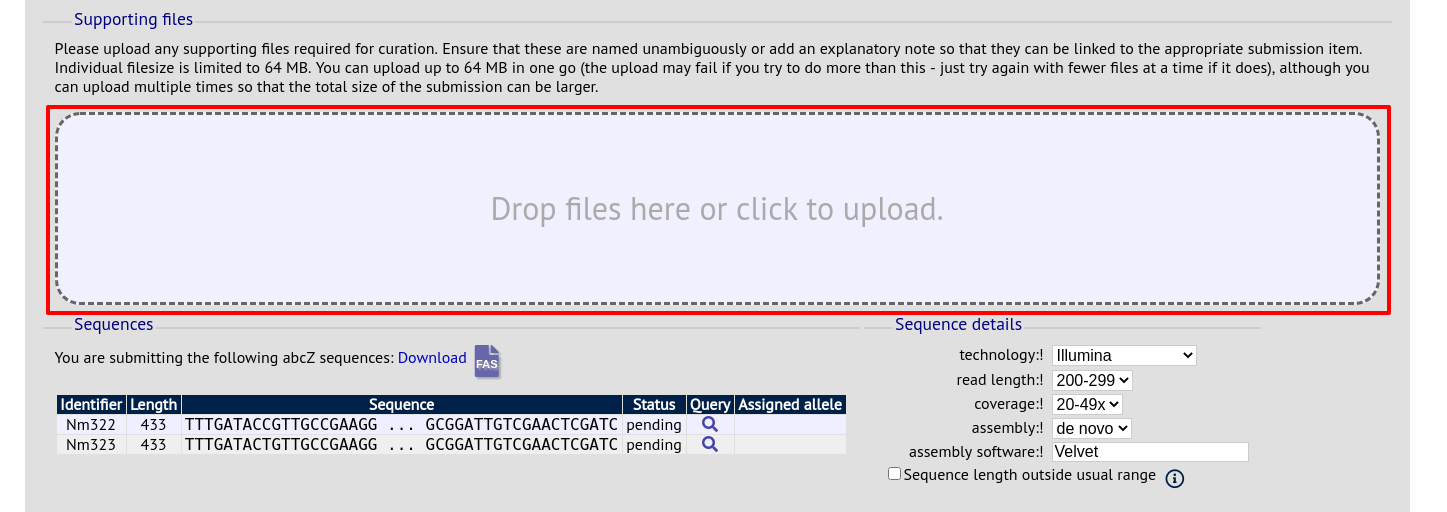 Supporting files
Please upload any supporting files required for curation. Ensure that these are named unambiguously or add an explanatory note so that they can be linked to the appropriate submission item.
Individual filesize is limited to 64 MB. You can upload up to 64 MB in one go (the upload may fail if you try to do more than this - just try again with fewer files at a time if it does), although you
can upload multiple times so that the total size of the submission can be larger.
Drop files here or click to upload.
Sequences
You are submitting the following abcZ sequences: Download FAS
Identifier Length Sequence Status Query Assigned allele
Nm322 433 TTTGATACCGTTGCCGAAGG ... GCGGATTGTCGAACTCGATC pending
Nm323 433 TTTGATACTGTTGCCGAAGG ... GCGGATTGTCGAACTCGATC pending
Sequence details
technology:! Illumina
read length:! 200-299
coverage:! 20-49x
assembly:! de novo
assembly software:! Velvet
Sequence length outside usual range